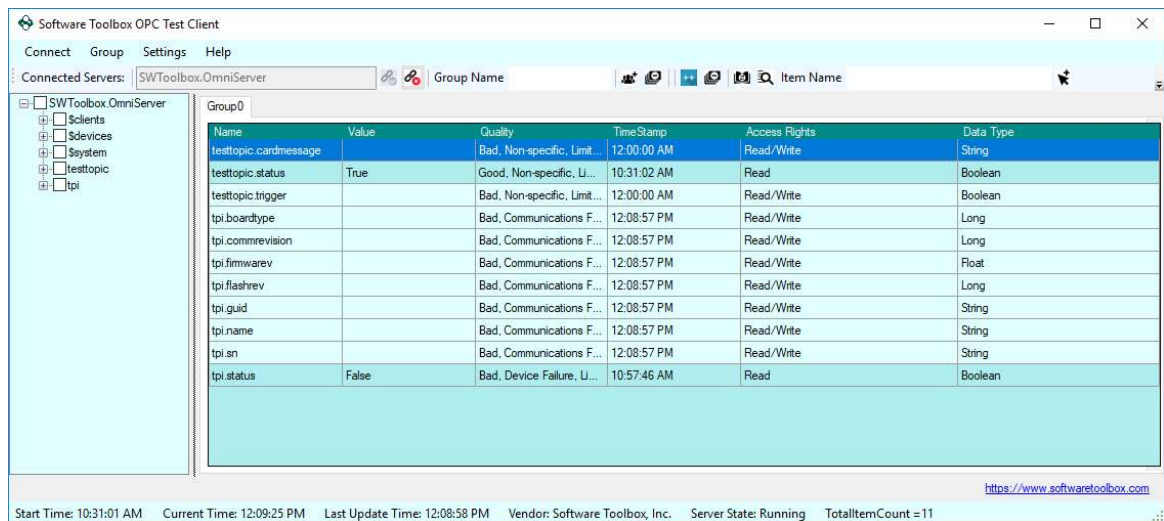 Software Toolbox OPC Test Client
Connect Group Settings Help
Connected Servers: SWToolbox.OmniServer Group Name Item Name
SWToolbox.OmniServer
$clients
$devices
$system
testtopic
tpi
Group0
Name Value Quality TimeStamp Access Rights Data Type
testtopic.cardmessage Bad, Non-specific, Limit... 12:00:00 AM Read/Write String
testtopic.status True Good, Non-specific, Li... 10:31:02 AM Read Boolean
testtopic.trigger Bad, Non-specific, Limit... 12:00:00 AM Read/Write Boolean
tpi.boardtype Bad, Communications F... 12:08:57 PM Read/Write Long
tpi.commrevision Bad, Communications F... 12:08:57 PM Read/Write Long
tpi.firmwarev Bad, Communications F... 12:08:57 PM Read/Write Float
tpi.flashrev Bad, Communications F... 12:08:57 PM Read/Write Long
tpi.guid Bad, Communications F... 12:08:57 PM Read/Write String
tpi.name Bad, Communications F... 12:08:57 PM Read/Write String
tpi.sn Bad, Communications F... 12:08:57 PM Read/Write String
tpi.status False Bad, Device Failure, Li... 10:57:46 AM Read Boolean
https://www.softwaretoolbox.com
Start Time: 10:31:01 AM Current Time: 12:09:25 PM Last Update Time: 12:08:58 PM Vendor: Software Toolbox, Inc. Server State: Running TotalItemCount =11